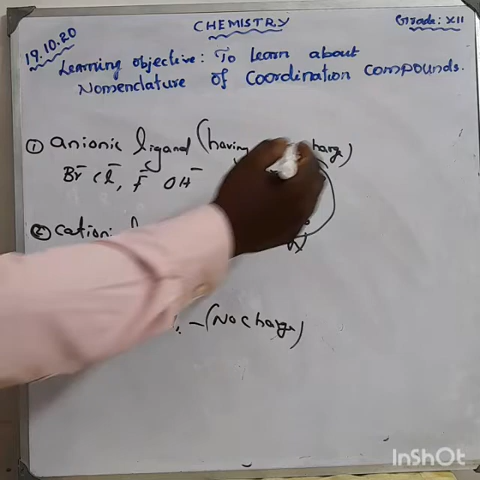 CHEMISTRY
Grade: XII
19.10.20
Learning objective: To learn about
Nomenclature of Coordination Compounds.
① anionic ligand (having
Br⁻ Cl⁻, F⁻ OH⁻
②
- (No charge)
InShOt